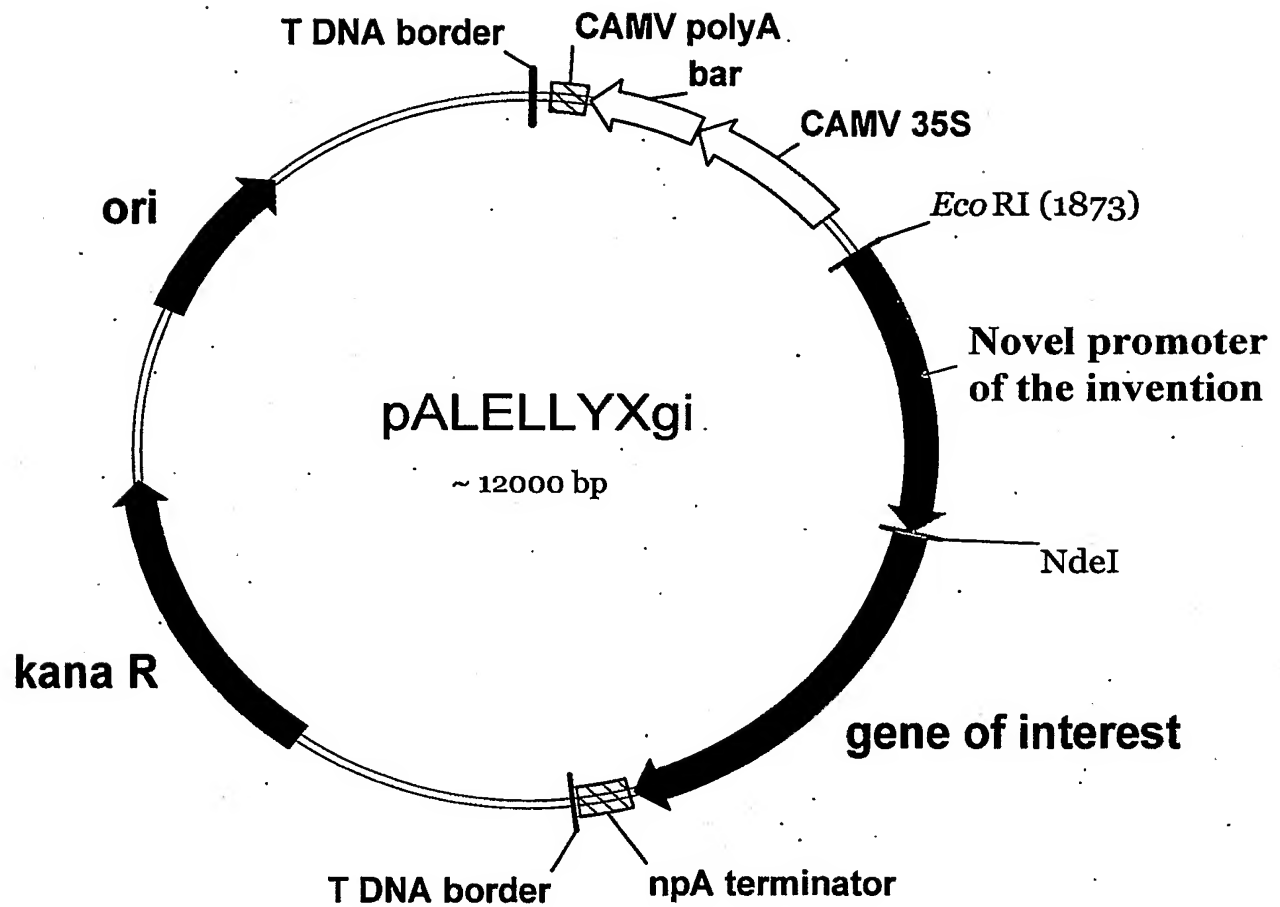 T DNA border
CAMV polyA
bar
CAMV 35S
EcoRI (1873)
ori
Novel promoter
of the invention
pALELLYXgi
~ 12000 bp
NdeI
kana R
gene of interest
T DNA border
npA terminator